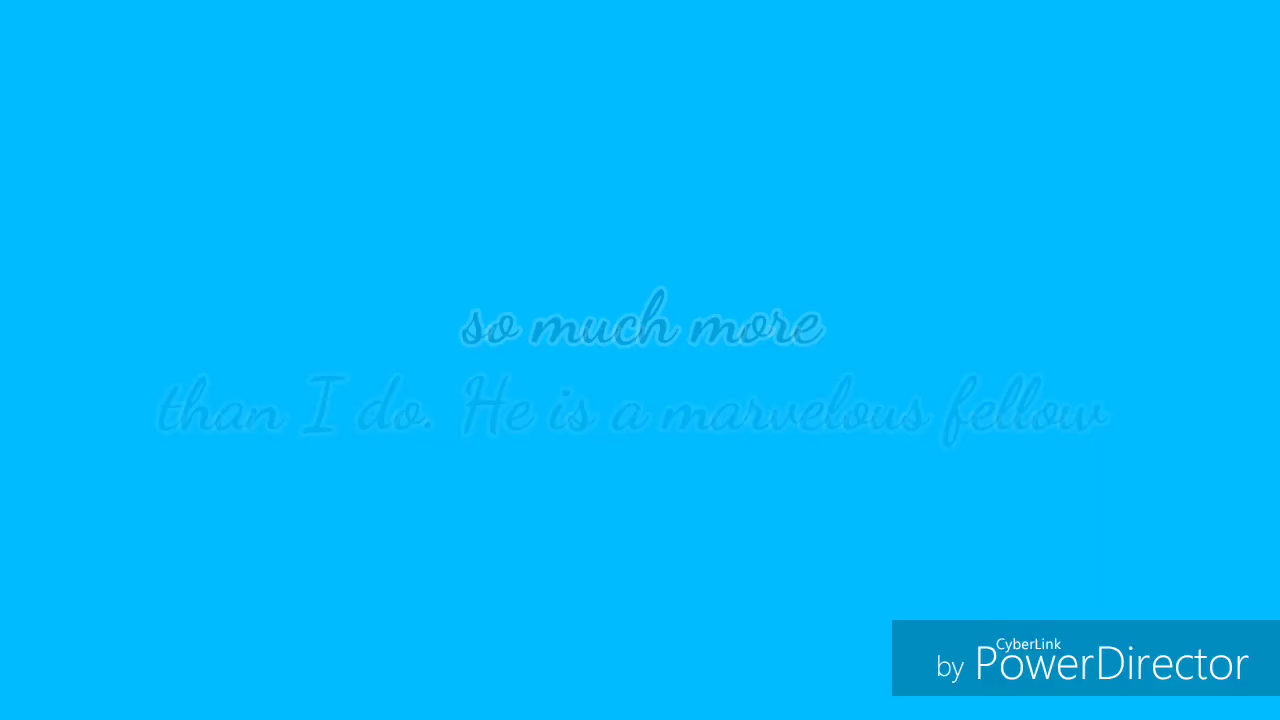 so much more
than I do. He is a marvelous fellow
by CyberLink PowerDirector